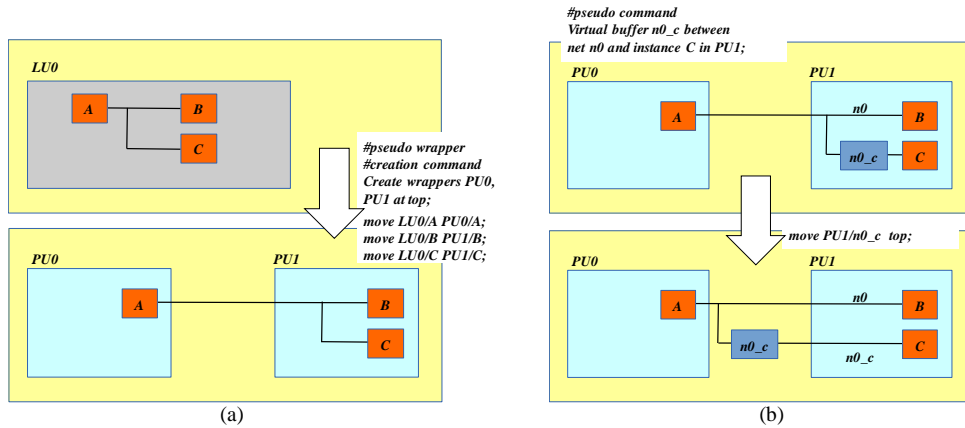 LU0
A
B
C
#pseudo wrapper
#creation command
Create wrappers PU0,
PU1 at top;
move LU0/A PU0/A;
move LU0/B PU1/B;
move LU0/C PU1/C;
PU0
PU1
A
B
C
(a)
#pseudo command
Virtual buffer n0_c between
net n0 and instance C in PU1;
PU0
PU1
A
n0
B
n0_c
C
move PU1/n0_c top;
PU0
PU1
A
n0
B
n0_c
C
n0_c
(b)